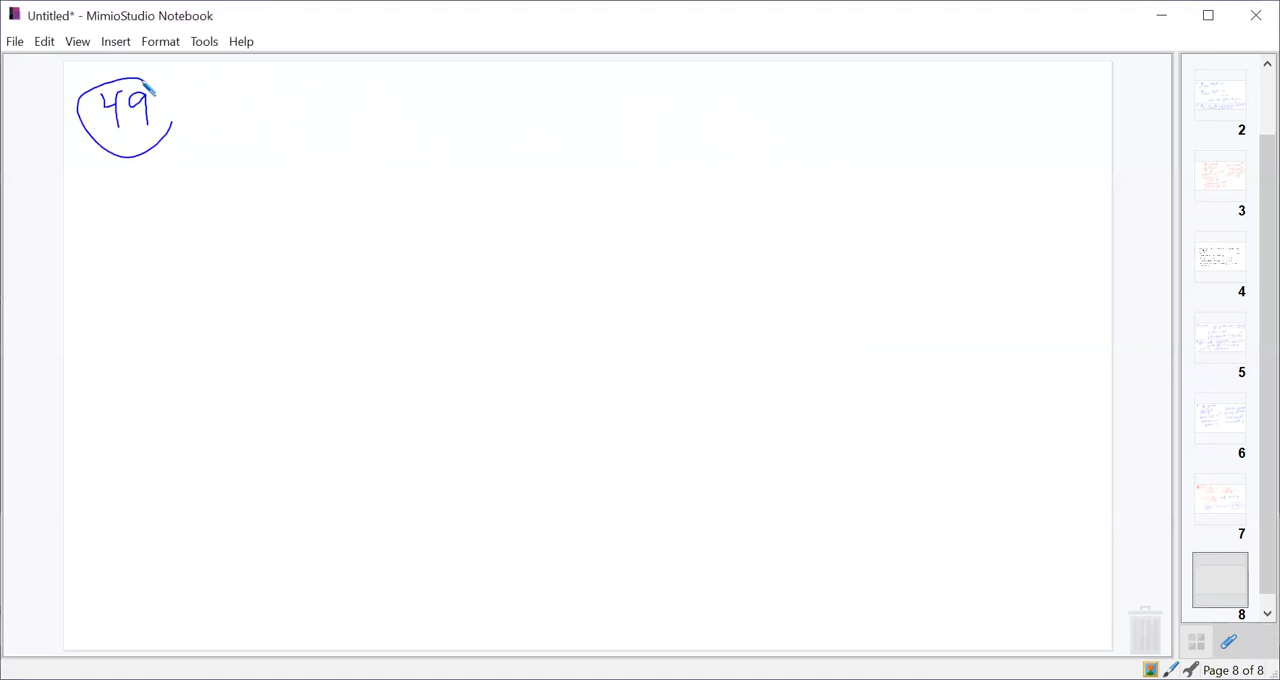 Untitled* - MimioStudio Notebook
File Edit View Insert Format Tools Help
49
2
3
4
5
6
7
8
Page 8 of 8